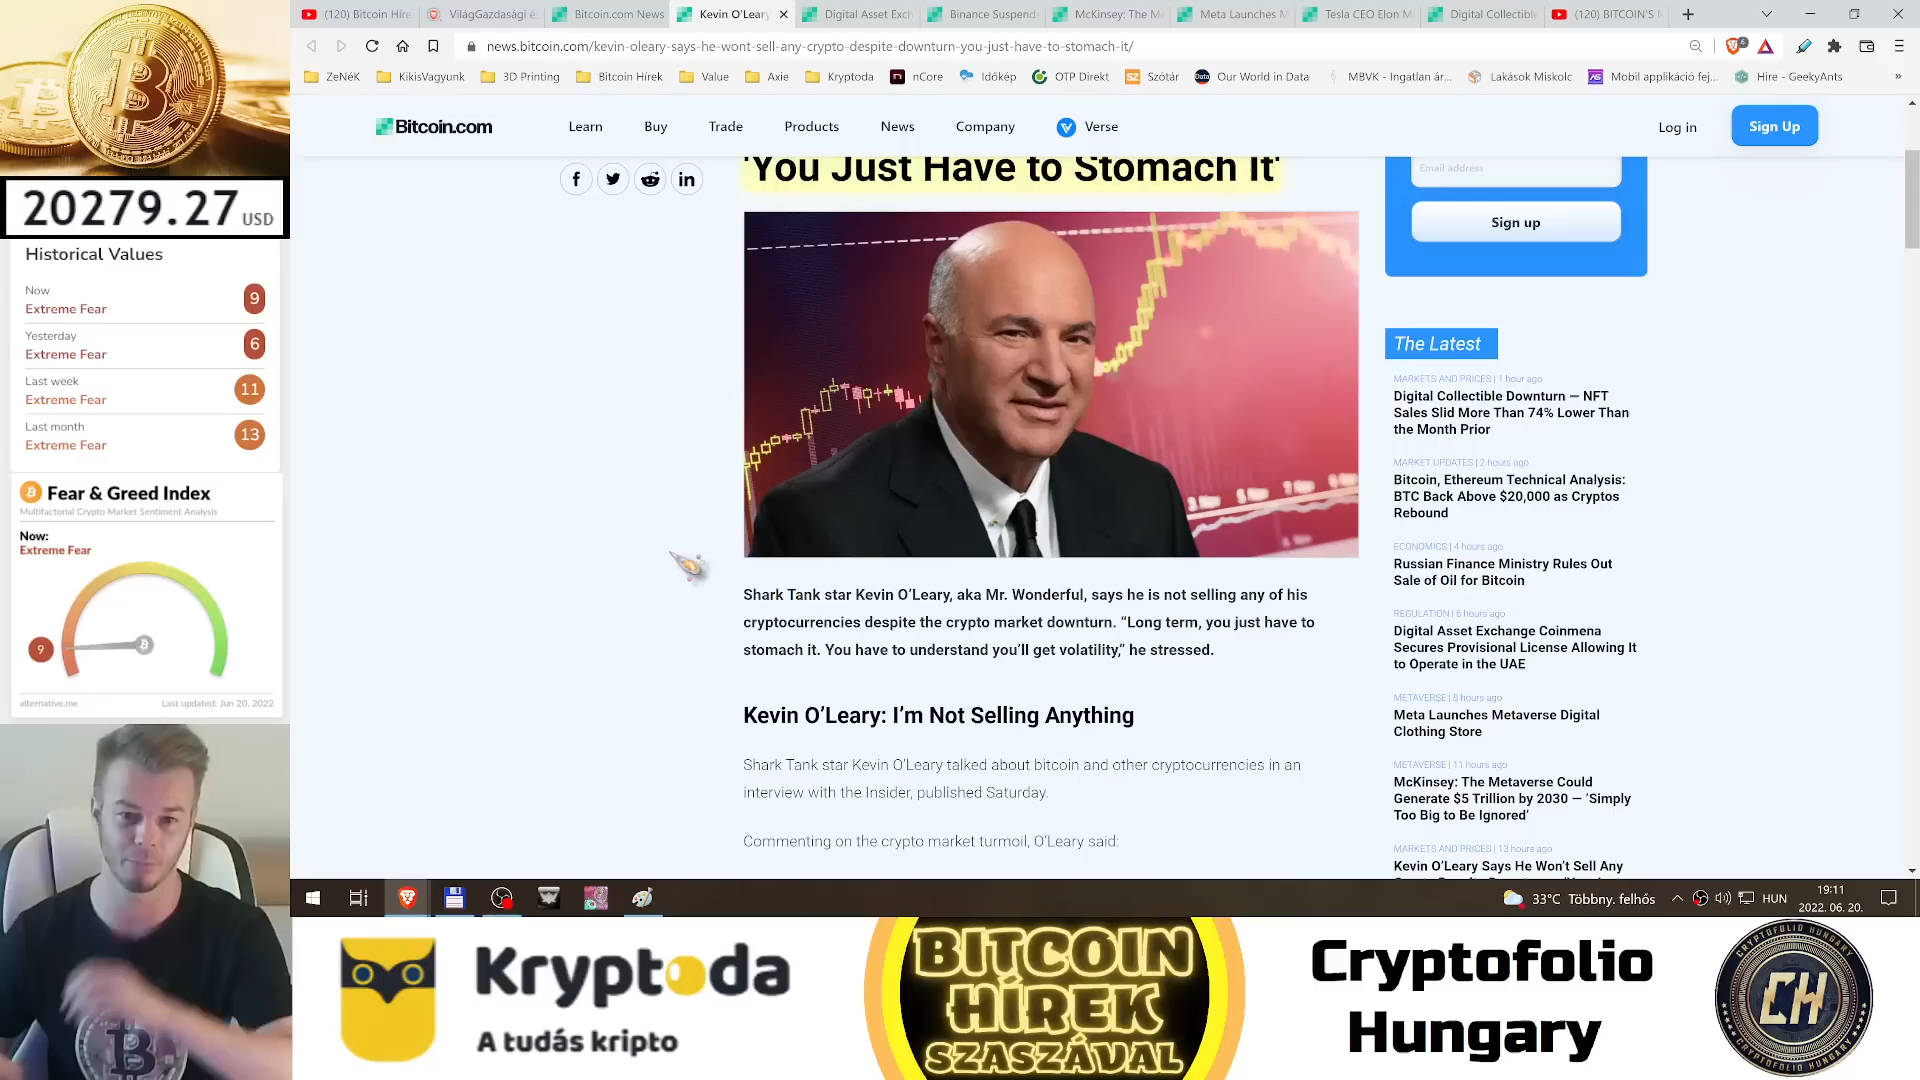 (120) Bitcoin Híre
VilágGazdasági é
Bitcoin.com News
Kevin O'Leary
Digital Asset Exch
Binance Suspend
McKinsey: The M
Meta Launches M
Tesla CEO Elon M
Digital Collectible
(120) BITCOIN'S
news.bitcoin.com/kevin-oleary-says-he-wont-sell-any-crypto-despite-downturn-you-just-have-to-stomach-it/
6
ZeNéK
KikisVagyunk
3D Printing
Bitcoin Hírek
Value
Axie
Kryptoda
nCore
Időkép
OTP Direkt
SZ Szótár
Our World in Data
MBVK - Ingatlan ár...
Lakások Miskolc
Mobil applikáció fej...
Hire - GeekyAnts
»
Bitcoin.com
Learn
Buy
Trade
Products
News
Company
Verse
Log in
Sign Up
'You Just Have to Stomach It'
Email address
Sign up
20279.27 USD
Historical Values
Now
Extreme Fear
9
Yesterday
Extreme Fear
6
Last week
Extreme Fear
11
Last month
Extreme Fear
13
Fear & Greed Index
Multifactorial Crypto Market Sentiment Analysis
Now:
Extreme Fear
9
alternative.me
Last updated: Jun 20, 2022
Shark Tank star Kevin O'Leary, aka Mr. Wonderful, says he is not selling any of his
cryptocurrencies despite the crypto market downturn. “Long term, you just have to
stomach it. You have to understand you'll get volatility,” he stressed.
Kevin O'Leary: I'm Not Selling Anything
Shark Tank star Kevin O'Leary talked about bitcoin and other cryptocurrencies in an
interview with the Insider, published Saturday.
Commenting on the crypto market turmoil, O'Leary said:
The Latest
MARKETS AND PRICES | 1 hour ago
Digital Collectible Downturn — NFT
Sales Slid More Than 74% Lower Than
the Month Prior
MARKET UPDATES | 2 hours ago
Bitcoin, Ethereum Technical Analysis:
BTC Back Above $20,000 as Cryptos
Rebound
ECONOMICS | 4 hours ago
Russian Finance Ministry Rules Out
Sale of Oil for Bitcoin
REGULATION | 6 hours ago
Digital Asset Exchange Coinmena
Secures Provisional License Allowing It
to Operate in the UAE
METAVERSE | 8 hours ago
Meta Launches Metaverse Digital
Clothing Store
METAVERSE | 11 hours ago
McKinsey: The Metaverse Could
Generate $5 Trillion by 2030 — 'Simply
Too Big to Be Ignored'
MARKETS AND PRICES | 13 hours ago
Kevin O'Leary Says He Won't Sell Any
33°C Többny. felhős
HUN
19:11
2022. 06. 20.
Kryptoda
A tudás kripto
BITCOIN
HÍREK
SZASZÁVAL
Cryptofolio
Hungary
CRYPTOFOLIO HUNGARY
CH
CRYPTOFOLIO HUNGARY